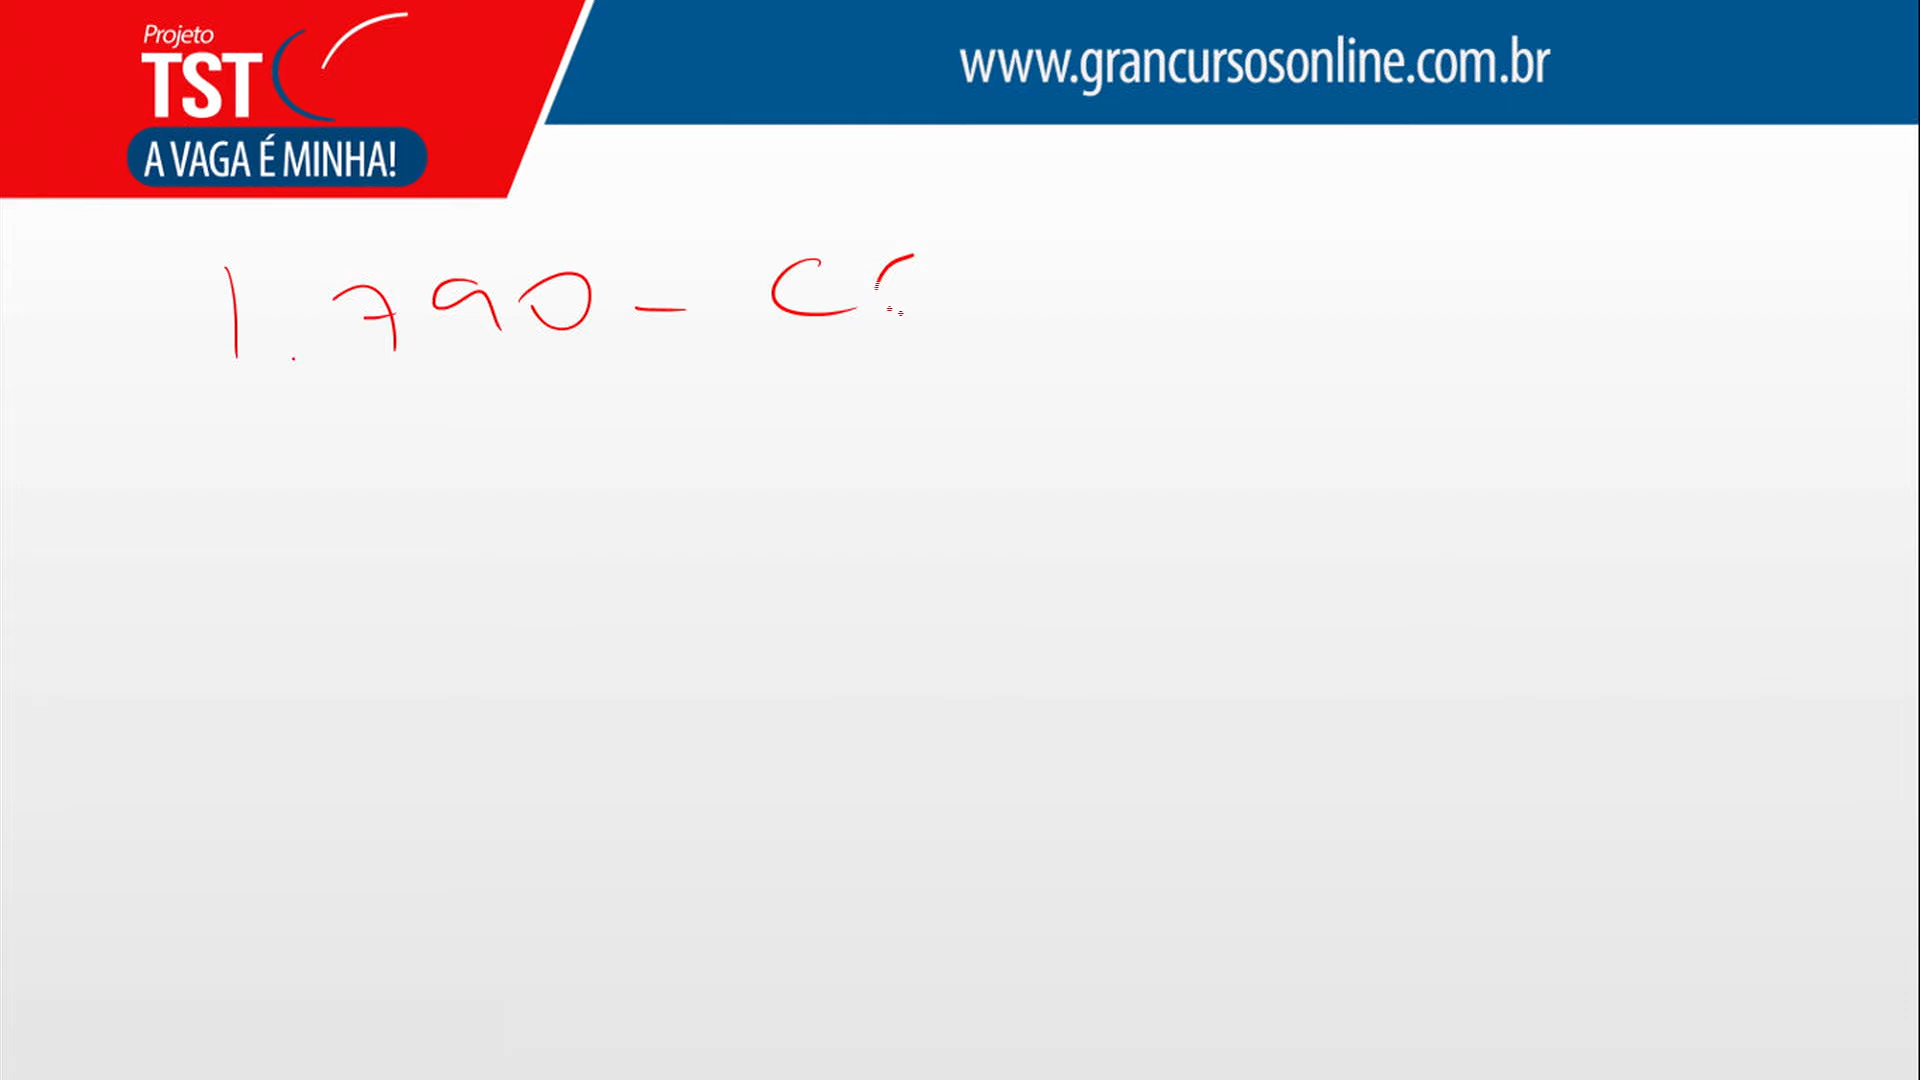 Projeto
TST
A VAGA É MINHA!
www.grancursosonline.com.br
1.790 - C